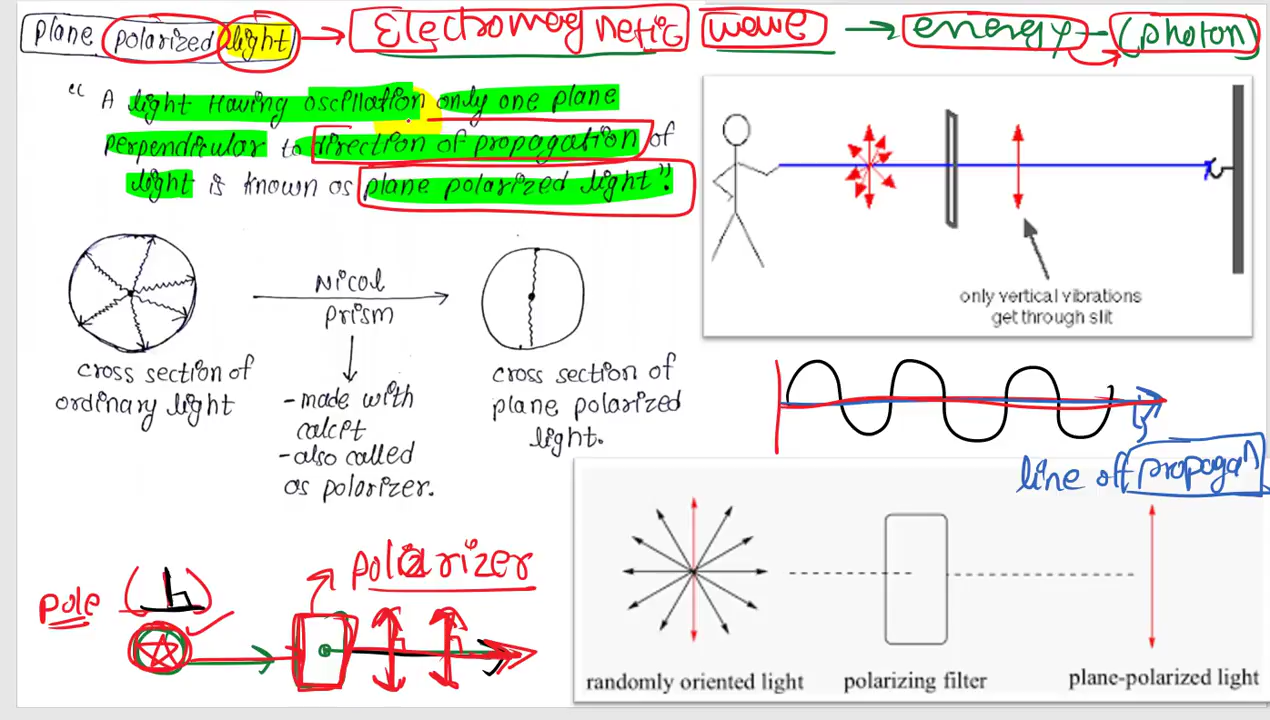 plane polarized light → Electromagnetic wave → energy - (photon)
“ A light Having oscillation only one plane
perpendicular to direction of propagation of
light is known as plane polarized light”.
only vertical vibrations
get through slit
Nicol
prism
cross section of
ordinary light
- made with
calcit
- also called
as polarizer.
cross section of
plane polarized
light.
line off propagan
polarizer
pole
randomly oriented light
polarizing filter
plane-polarized light